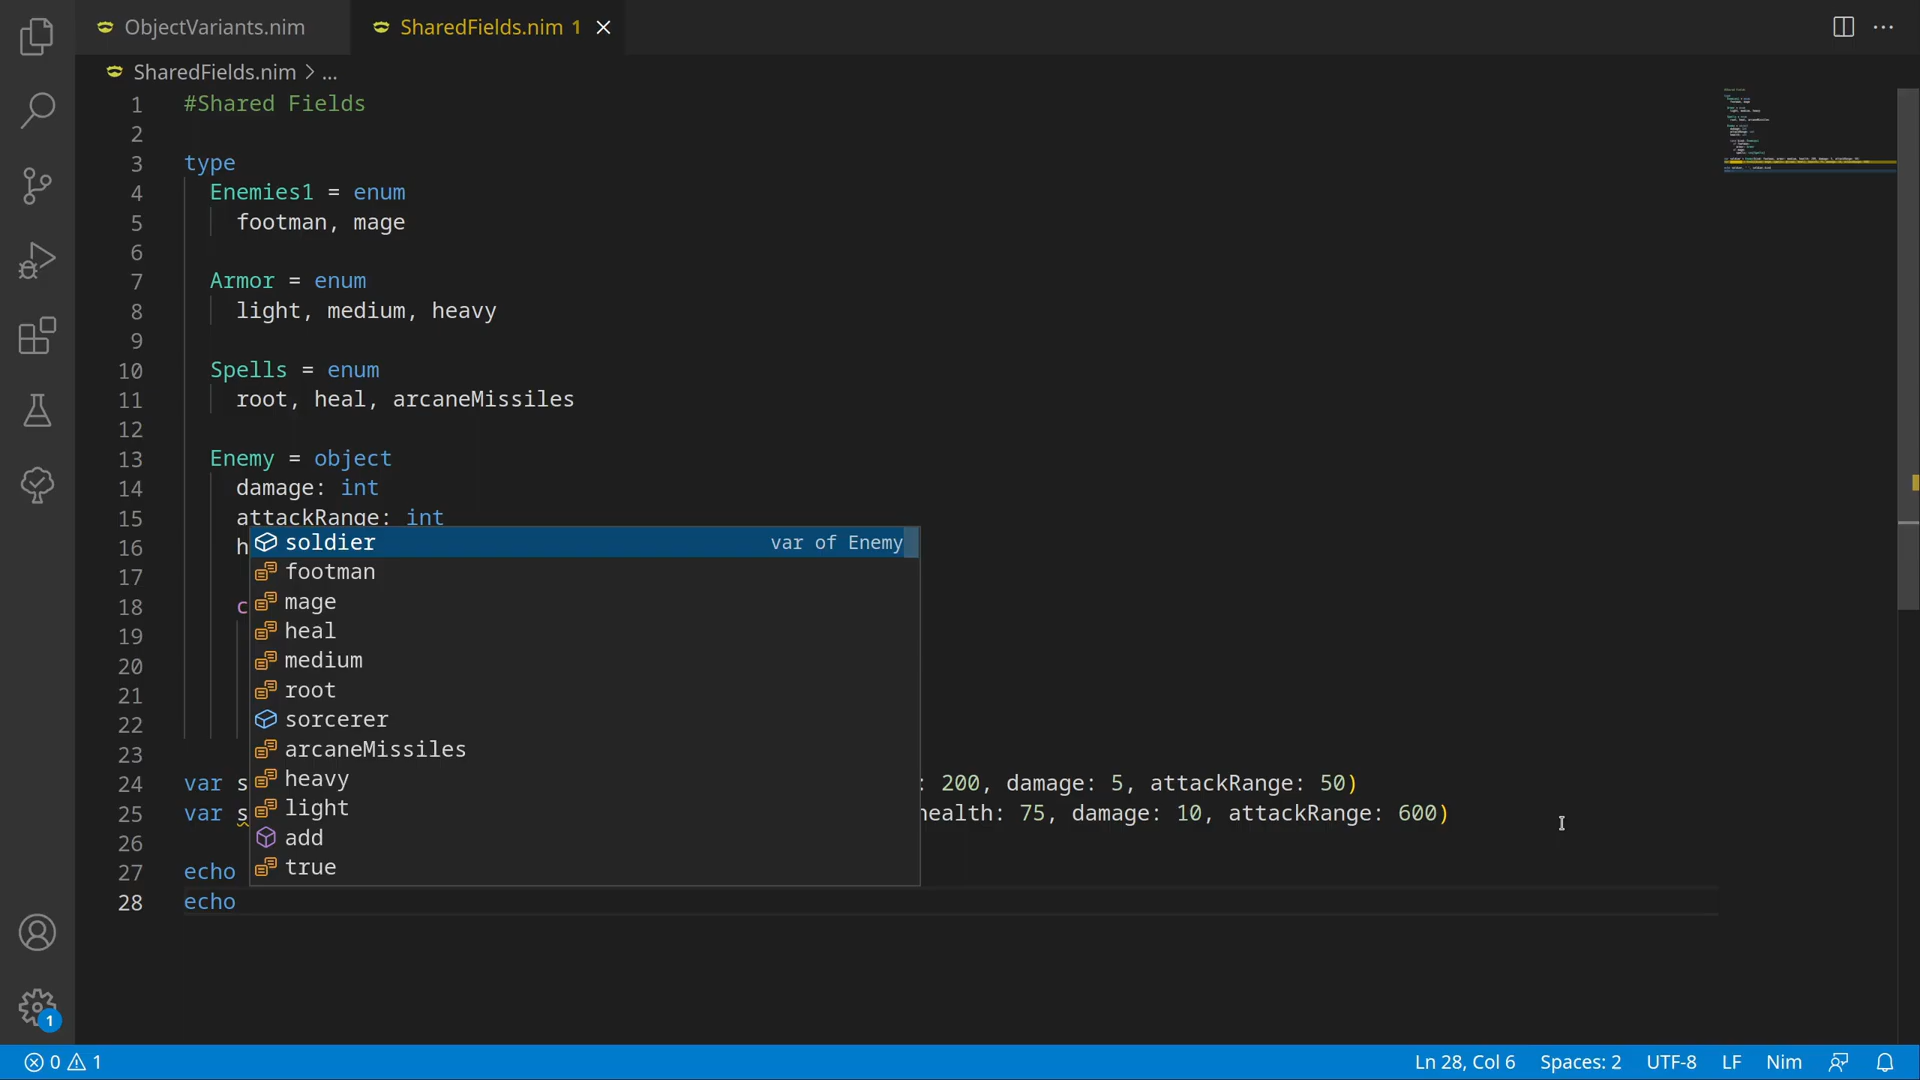 ObjectVariants.nim
SharedFields.nim 1
SharedFields.nim > ...
1 #Shared Fields
2
3 type
4 Enemies1 = enum
5 footman, mage
6
7 Armor = enum
8 light, medium, heavy
9
10 Spells = enum
11 root, heal, arcaneMissiles
12
13 Enemy = object
14 damage: int
15 attackRange: int
16 h
17
18 c
19
20
21
22
23
24 var s : 200, damage: 5, attackRange: 50)
25 var s health: 75, damage: 10, attackRange: 600)
26
27 echo
28 echo
soldier var of Enemy
footman
mage
heal
medium
root
sorcerer
arcaneMissiles
heavy
light
add
true
1
0 1 Ln 28, Col 6 Spaces: 2 UTF-8 LF Nim